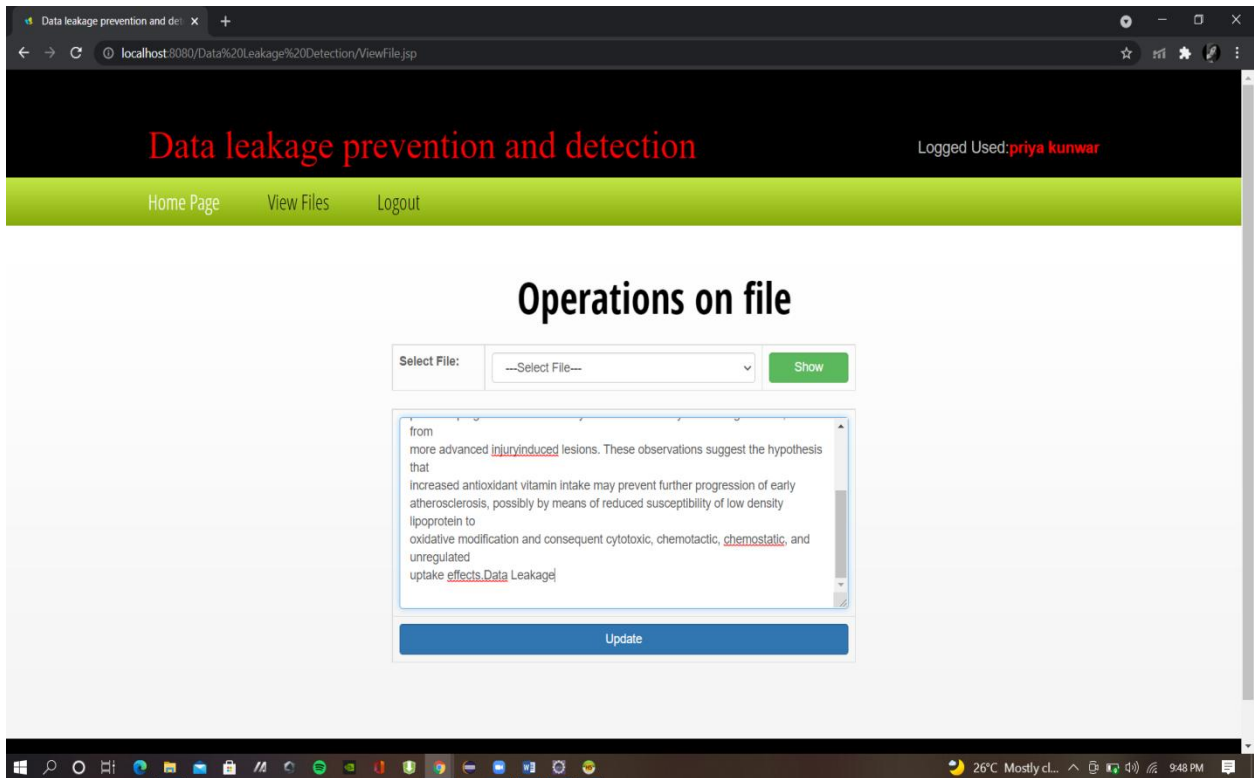 Data leakage prevention and det
localhost:8080/Data%20Leakage%20Detection/ViewFile.jsp
Data leakage prevention and detection
Logged Used:priya kunwar
Home Page View Files Logout
Operations on file
Select File: ---Select File--- Show
from
more advanced injuryinduced lesions. These observations suggest the hypothesis
that
increased antioxidant vitamin intake may prevent further progression of early
atherosclerosis, possibly by means of reduced susceptibility of low density
lipoprotein to
oxidative modification and consequent cytotoxic, chemotactic, chemostatic, and
unregulated
uptake effects.Data Leakage
Update
26°C Mostly cl... 9:48 PM